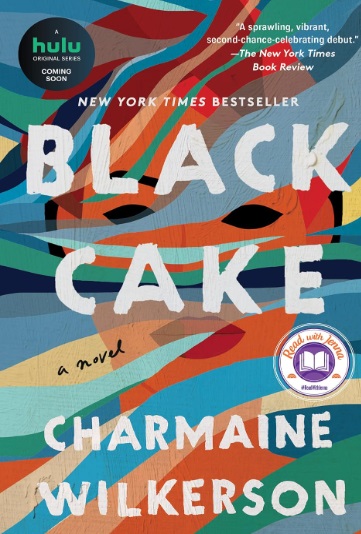 A
hulu
ORIGINAL SERIES
COMING
SOON
"A sprawling, vibrant,
second-chance-celebrating debut."
—The New York Times
Book Review
NEW YORK TIMES BESTSELLER
BLACK
CAKE
a novel
Read with Jenna
#ReadWithJenna
CHARMAINE
WILKERSON